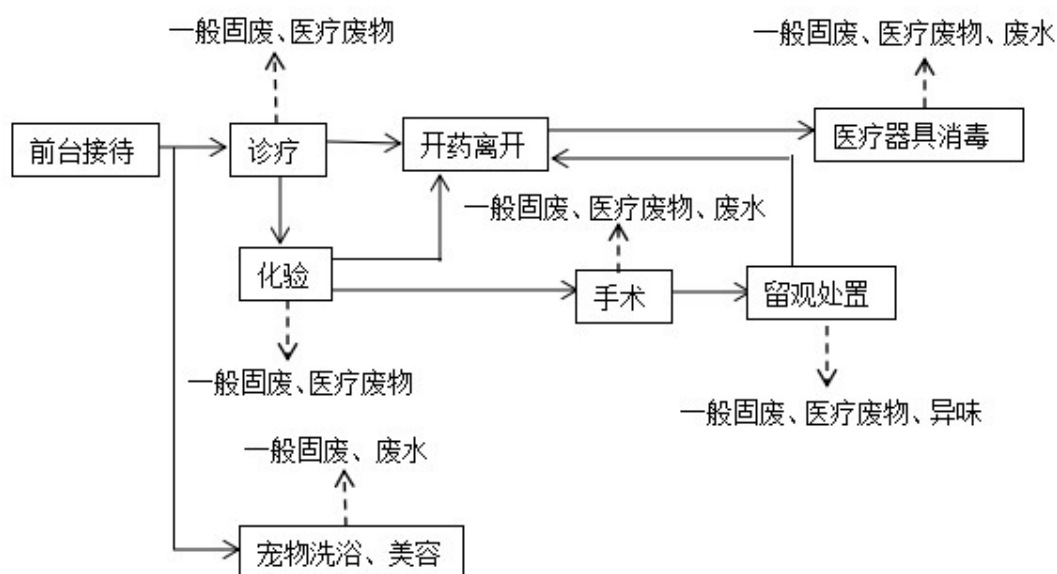 一般固废、医疗废物
一般固废、医疗废物、废水
前台接待
诊疗
开药离开
医疗器具消毒
一般固废、医疗废物、废水
化验
手术
留观处置
一般固废、医疗废物
一般固废、医疗废物、异味
一般固废、废水
宠物洗浴、美容